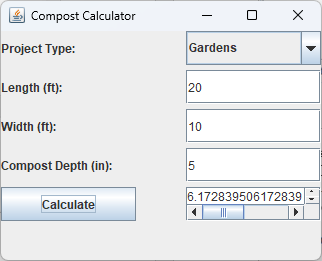 Compost Calculator
Project Type: Gardens
Length (ft): 20
Width (ft): 10
Compost Depth (in): 5
Calculate 6.172839506172839